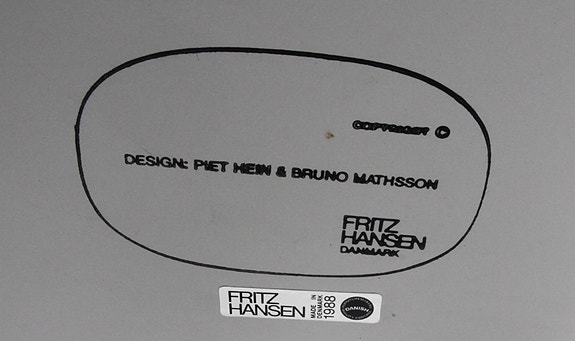 COPYRIGHT ©
DESIGN: PIET HEIN & BRUNO MATHSSON
FRITZ
HANSEN
DANMARK
FRITZ
HANSEN
MADE IN
DENMARK
1988
DANISH